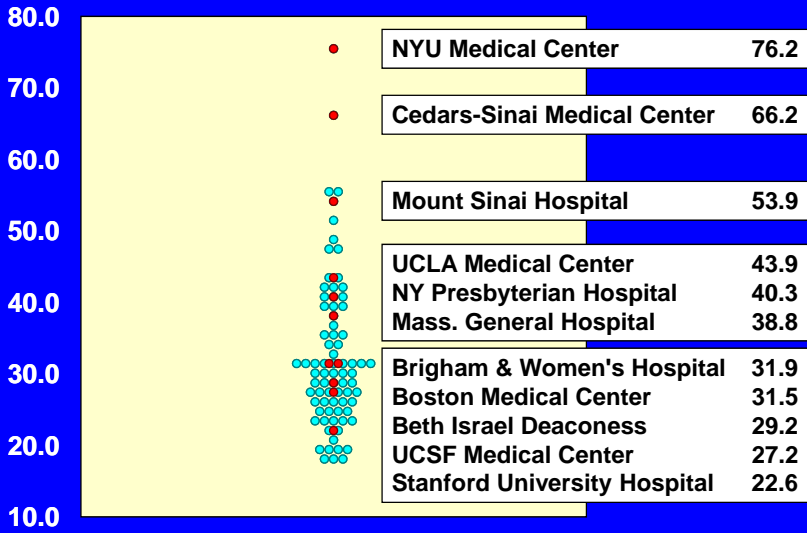 80.0
70.0
60.0
50.0
40.0
30.0
20.0
10.0
NYU Medical Center 76.2
Cedars-Sinai Medical Center 66.2
Mount Sinai Hospital 53.9
UCLA Medical Center 43.9
NY Presbyterian Hospital 40.3
Mass. General Hospital 38.8
Brigham & Women's Hospital 31.9
Boston Medical Center 31.5
Beth Israel Deaconess 29.2
UCSF Medical Center 27.2
Stanford University Hospital 22.6